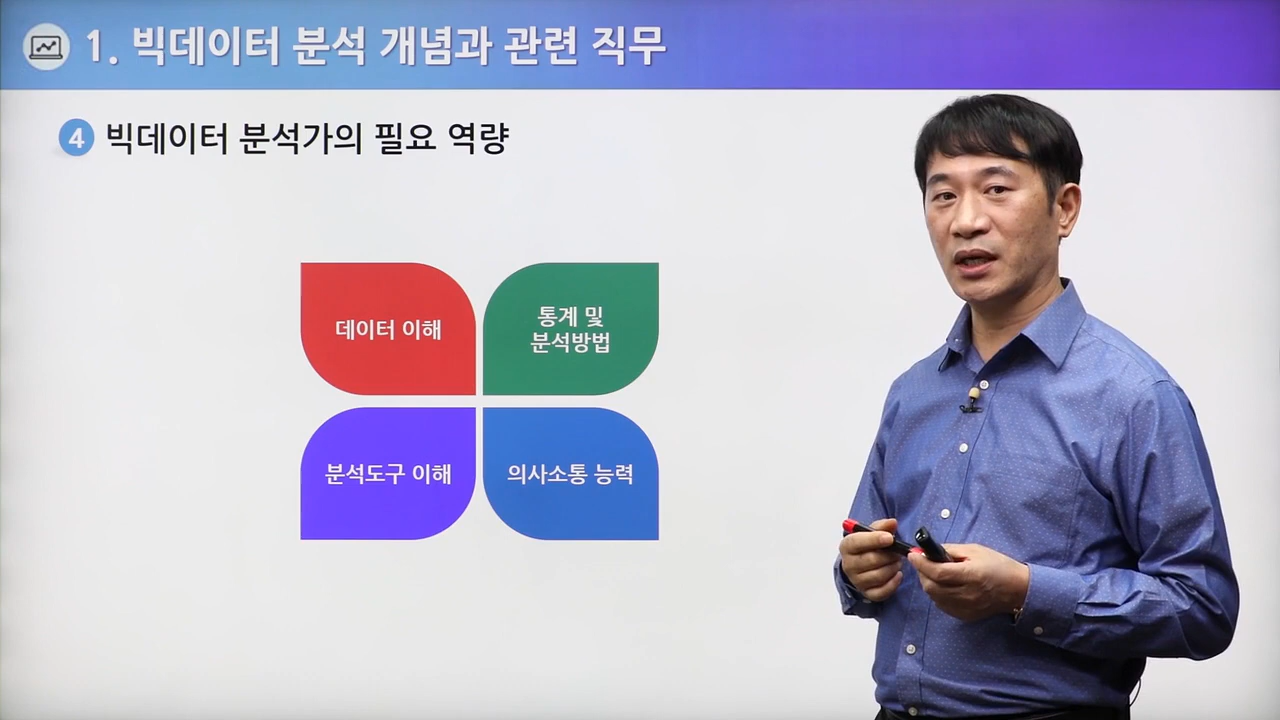 1. 빅데이터 분석 개념과 관련 직무
4 빅데이터 분석가의 필요 역량
데이터 이해
통계 및
분석방법
분석도구 이해
의사소통 능력